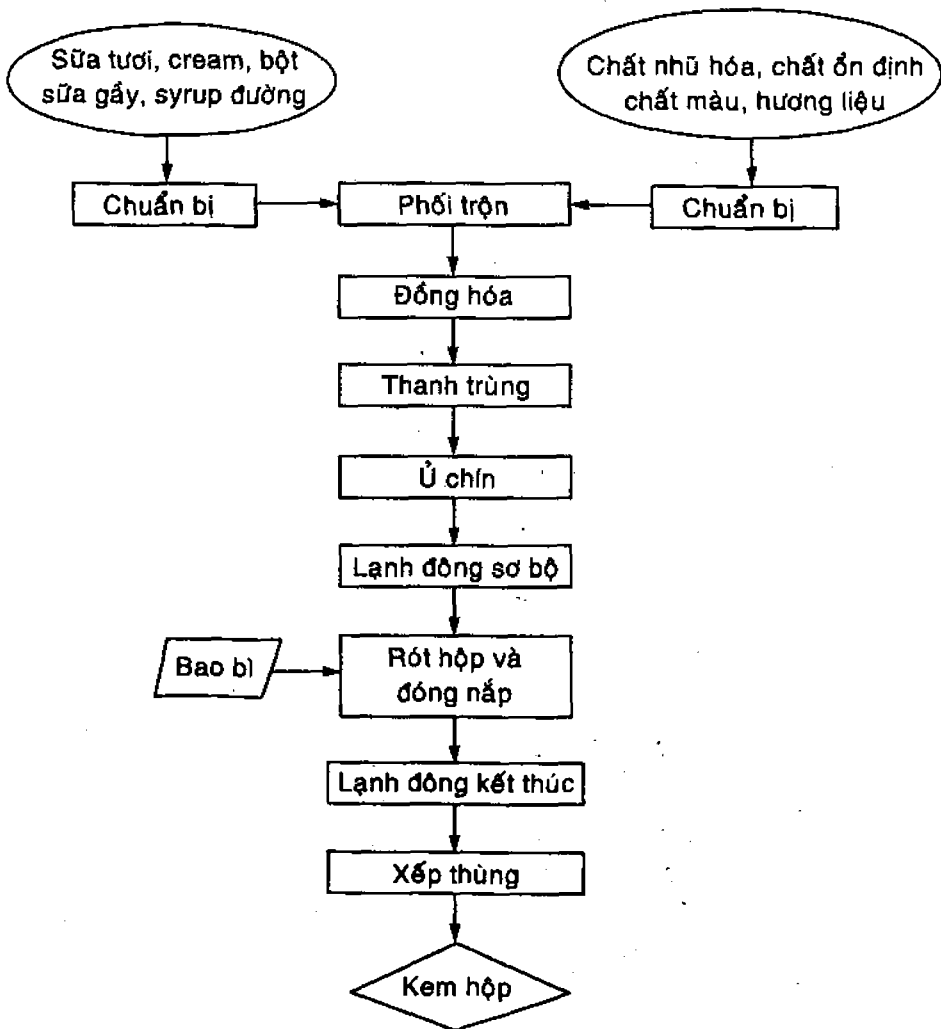 Sữa tươi, cream, bột
sữa gầy, syrup đường
Chất nhũ hóa, chất ổn định
chất màu, hương liệu
Chuẩn bị
Phối trộn
Chuẩn bị
Đồng hóa
Thanh trùng
Ủ chín
Lạnh đông sơ bộ
Bao bì
Rót hộp và
đóng nắp
Lạnh đông kết thúc
Xếp thùng
Kem hộp